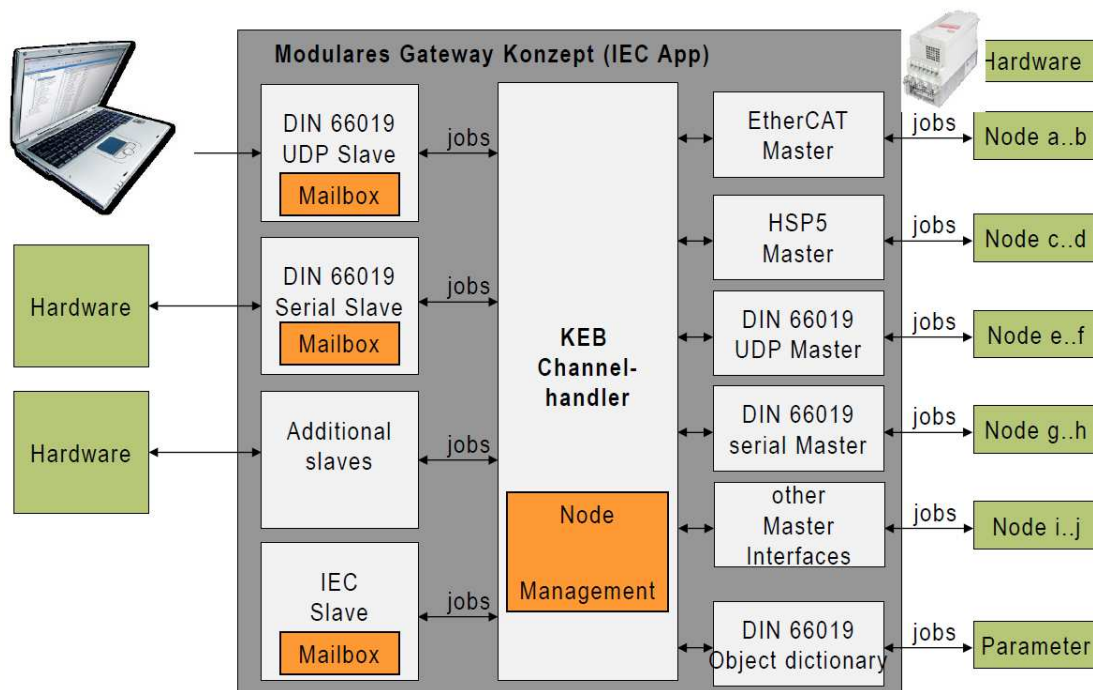 Modulares Gateway Konzept (IEC App)
Hardware
DIN 66019
UDP Slave
Mailbox
jobs
EtherCAT
Master
jobs
Node a..b
HSP5
Master
jobs
Node c..d
Hardware
DIN 66019
Serial Slave
Mailbox
jobs
KEB
Channel-
handler
DIN 66019
UDP Master
jobs
Node e..f
Hardware
Additional
slaves
jobs
DIN 66019
serial Master
jobs
Node g..h
Node
Management
other
Master
Interfaces
jobs
Node i..j
IEC
Slave
Mailbox
jobs
DIN 66019
Object dictionary
jobs
Parameter